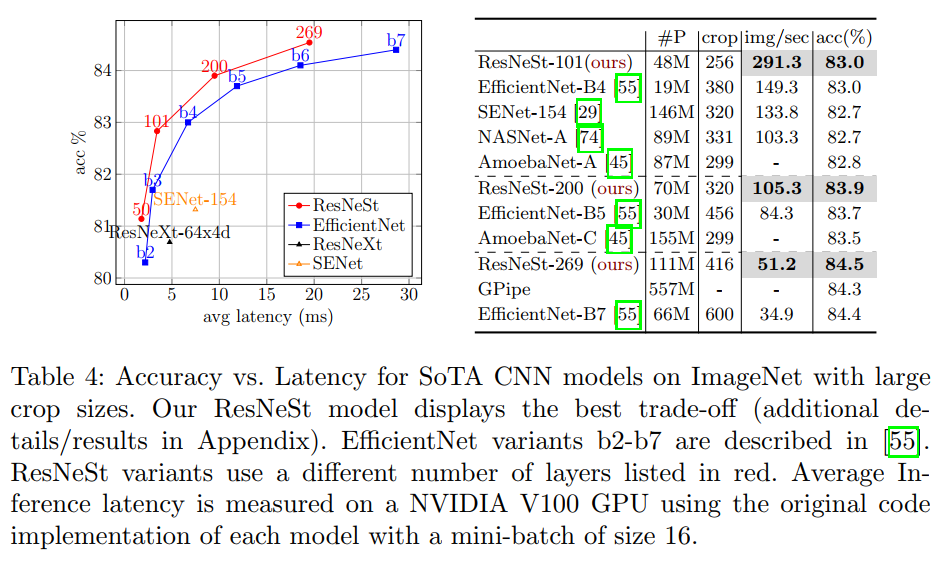 269
b7
84
200
b6
b5
83
101
b4
acc %
82
b3
SENet-154
50
81
ResNeXt-64x4d
b2
80
ResNeSt
EfficientNet
ResNeXt
SENet
0 5 10 15 20 25 30
avg latency (ms)
#P crop img/sec acc(%)
ResNeSt-101(ours) 48M 256 291.3 83.0
EfficientNet-B4 [55] 19M 380 149.3 83.0
SENet-154 [29] 146M 320 133.8 82.7
NASNet-A [74] 89M 331 103.3 82.7
AmoebaNet-A [45] 87M 299 - 82.8
ResNeSt-200 (ours) 70M 320 105.3 83.9
EfficientNet-B5 [55] 30M 456 84.3 83.7
AmoebaNet-C [45] 155M 299 - 83.5
ResNeSt-269 (ours) 111M 416 51.2 84.5
GPipe 557M - - 84.3
EfficientNet-B7 [55] 66M 600 34.9 84.4
Table 4: Accuracy vs. Latency for SoTA CNN models on ImageNet with large
crop sizes. Our ResNeSt model displays the best trade-off (additional de-
tails/results in Appendix). EfficientNet variants b2-b7 are described in [55].
ResNeSt variants use a different number of layers listed in red. Average In-
ference latency is measured on a NVIDIA V100 GPU using the original code
implementation of each model with a mini-batch of size 16.